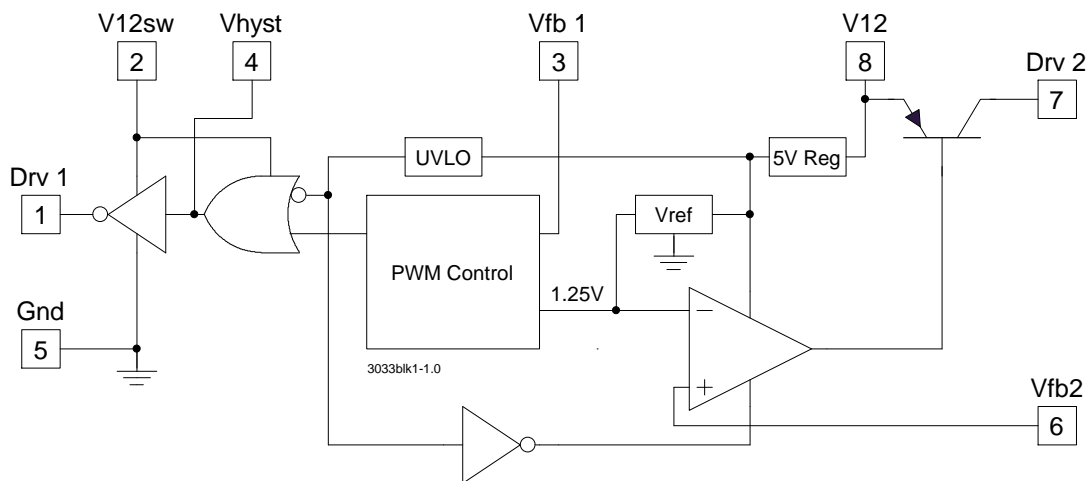 V12sw
Vhyst
Vfb 1
V12
Drv 2
2
4
3
8
7
UVLO
5V Reg
Drv 1
1
Vref
PWM Control
1.25V
Gnd
5
3033blk1-1.0
−
+
Vfb2
6